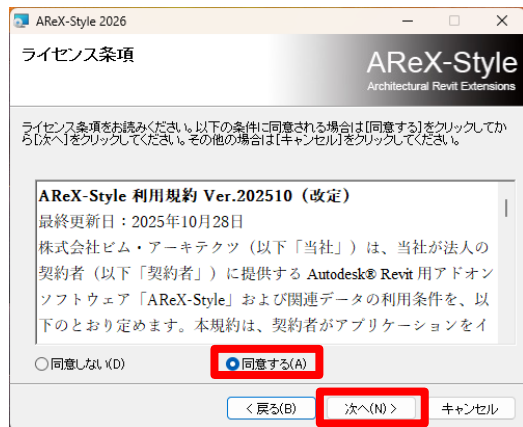 AReX-Style 2026
ライセンス条項
AReX-Style
Architectural Revit Extensions
ライセンス条項をお読みください。以下の条件に同意される場合は[同意する]をクリックしてか
ら[次へ]をクリックしてください。その他の場合は[キャンセル]をクリックしてください。
AReX-Style 利用規約 Ver.202510（改定）
最終更新日：2025年10月28日
株式会社ビム・アーキテクツ（以下「当社」）は、当社が法人の
契約者（以下「契約者」）に提供する Autodesk® Revit 用アドオン
ソフトウェア「AReX-Style」および関連データの利用条件を、以
下のとおり定めます。本規約は、契約者がアプリケーションをイ
同意しない(D) 同意する(A)
< 戻る(B) 次へ(N) > キャンセル